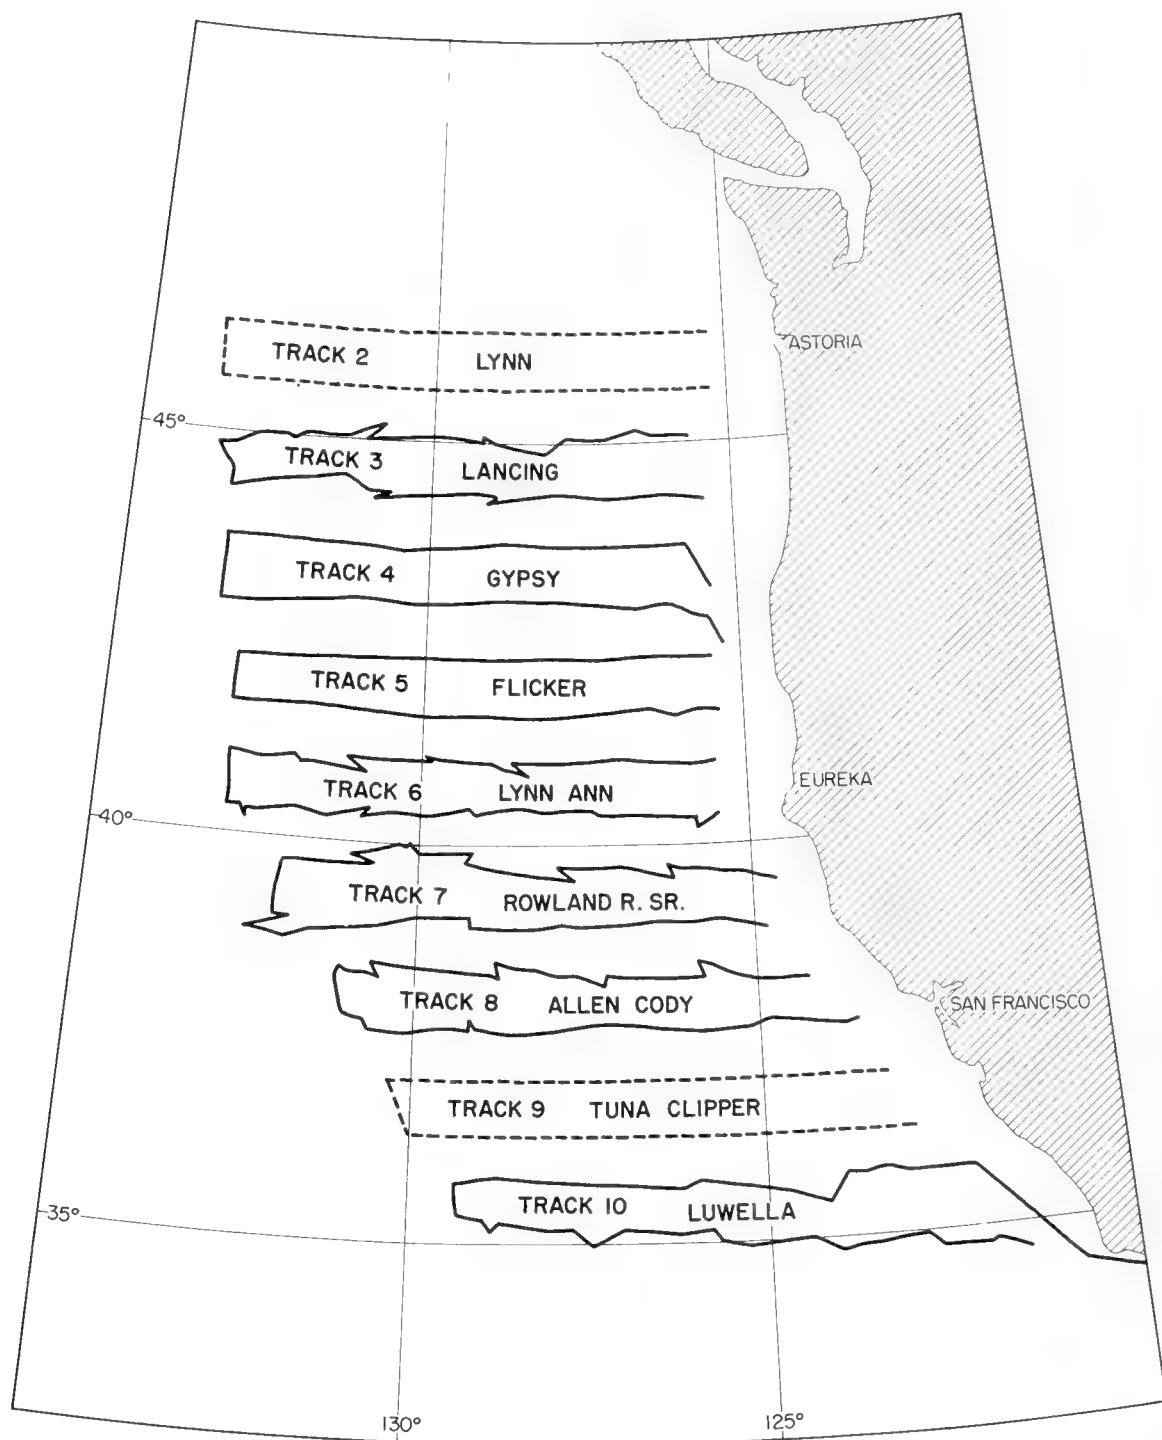 TRACK 2 LYNN
ASTORIA
45°
TRACK 3 LANCING
TRACK 4 GYPSY
TRACK 5 FLICKER
EUREKA
TRACK 6 LYNN ANN
40°
TRACK 7 ROWLAND R. SR.
TRACK 8 ALLEN CODY
SAN FRANCISCO
TRACK 9 TUNA CLIPPER
TRACK 10 LUWELLA
35°
130°
125°